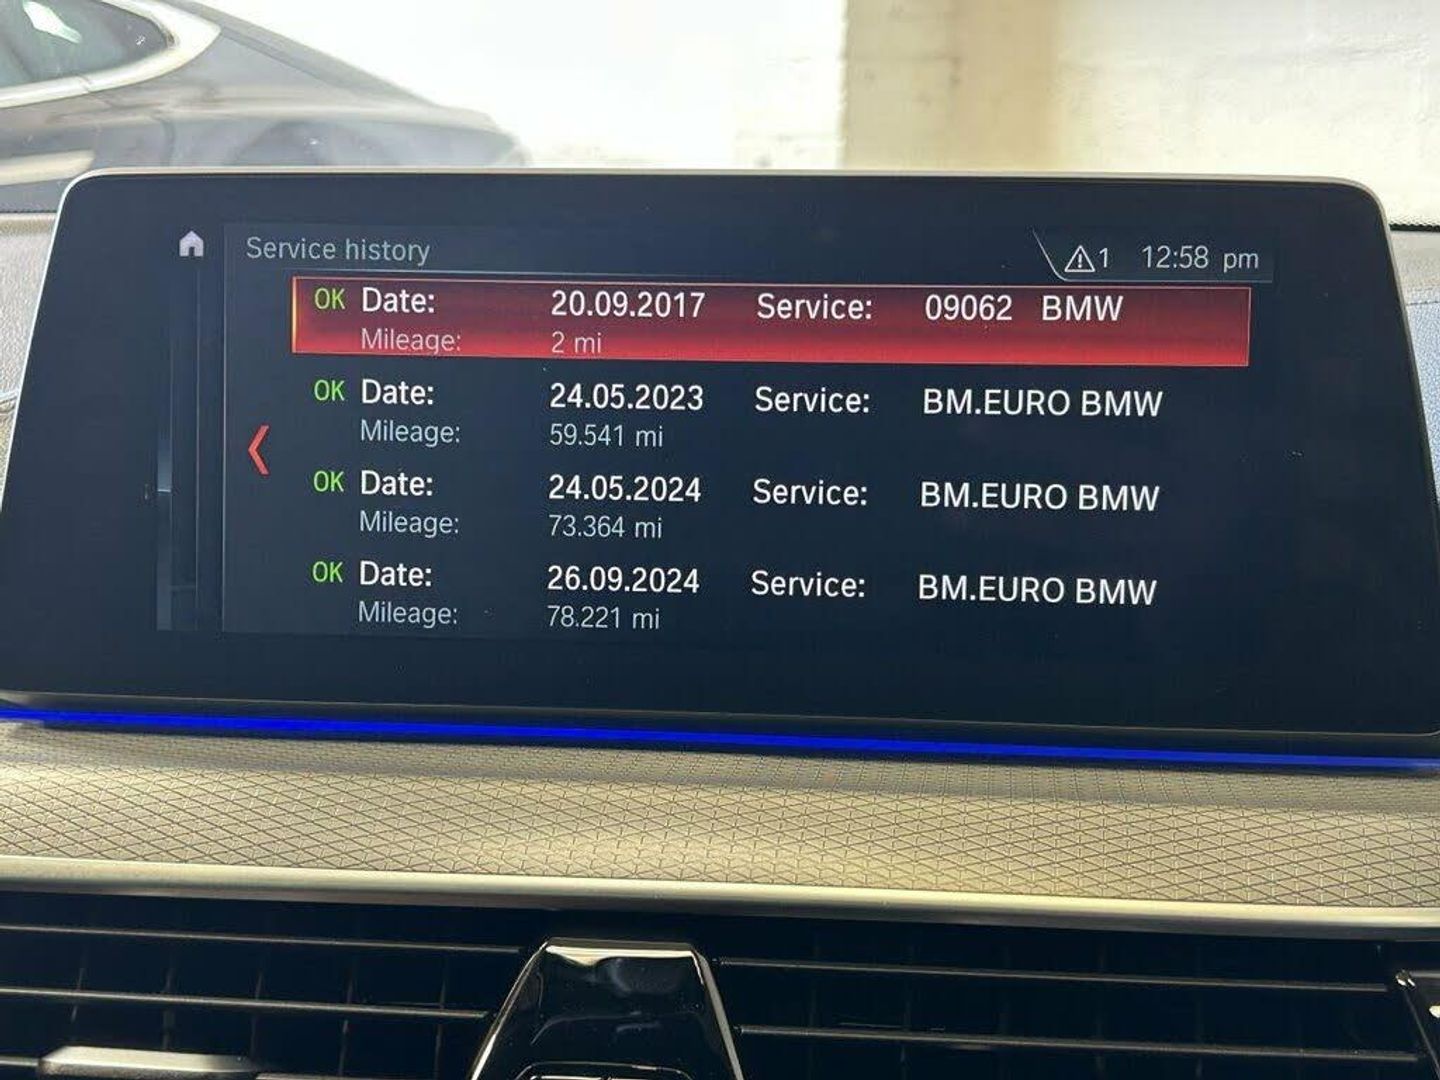 Service history 1 12:58 pm
OK Date: 20.09.2017 Service: 09062 BMW
Mileage: 2 mi
OK Date: 24.05.2023 Service: BM.EURO BMW
Mileage: 59.541 mi
OK Date: 24.05.2024 Service: BM.EURO BMW
Mileage: 73.364 mi
OK Date: 26.09.2024 Service: BM.EURO BMW
Mileage: 78.221 mi